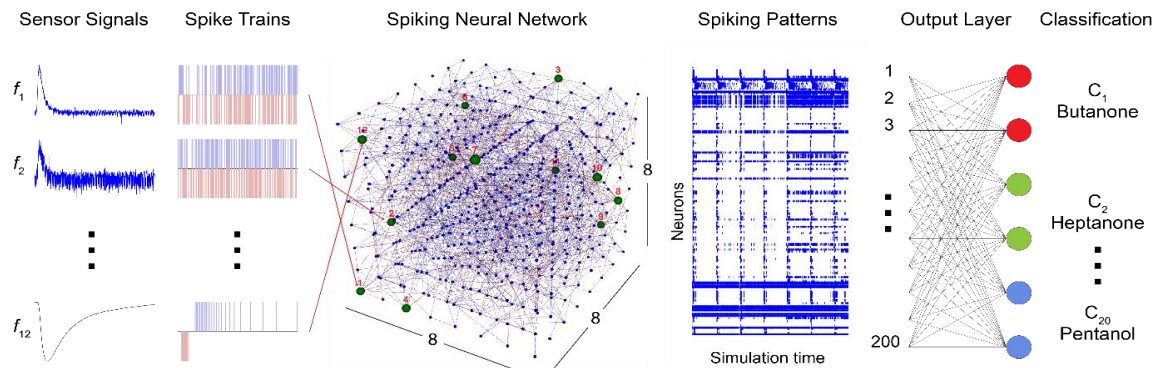 Sensor Signals
Spike Trains
Spiking Neural Network
Spiking Patterns
Output Layer
Classification
f1
f2
f12
3
5
12
6
7
11
10
8
2
9
1
4
8
8
8
Neurons
Simulation time
1
2
3
200
C1
Butanone
C2
Heptanone
C20
Pentanol